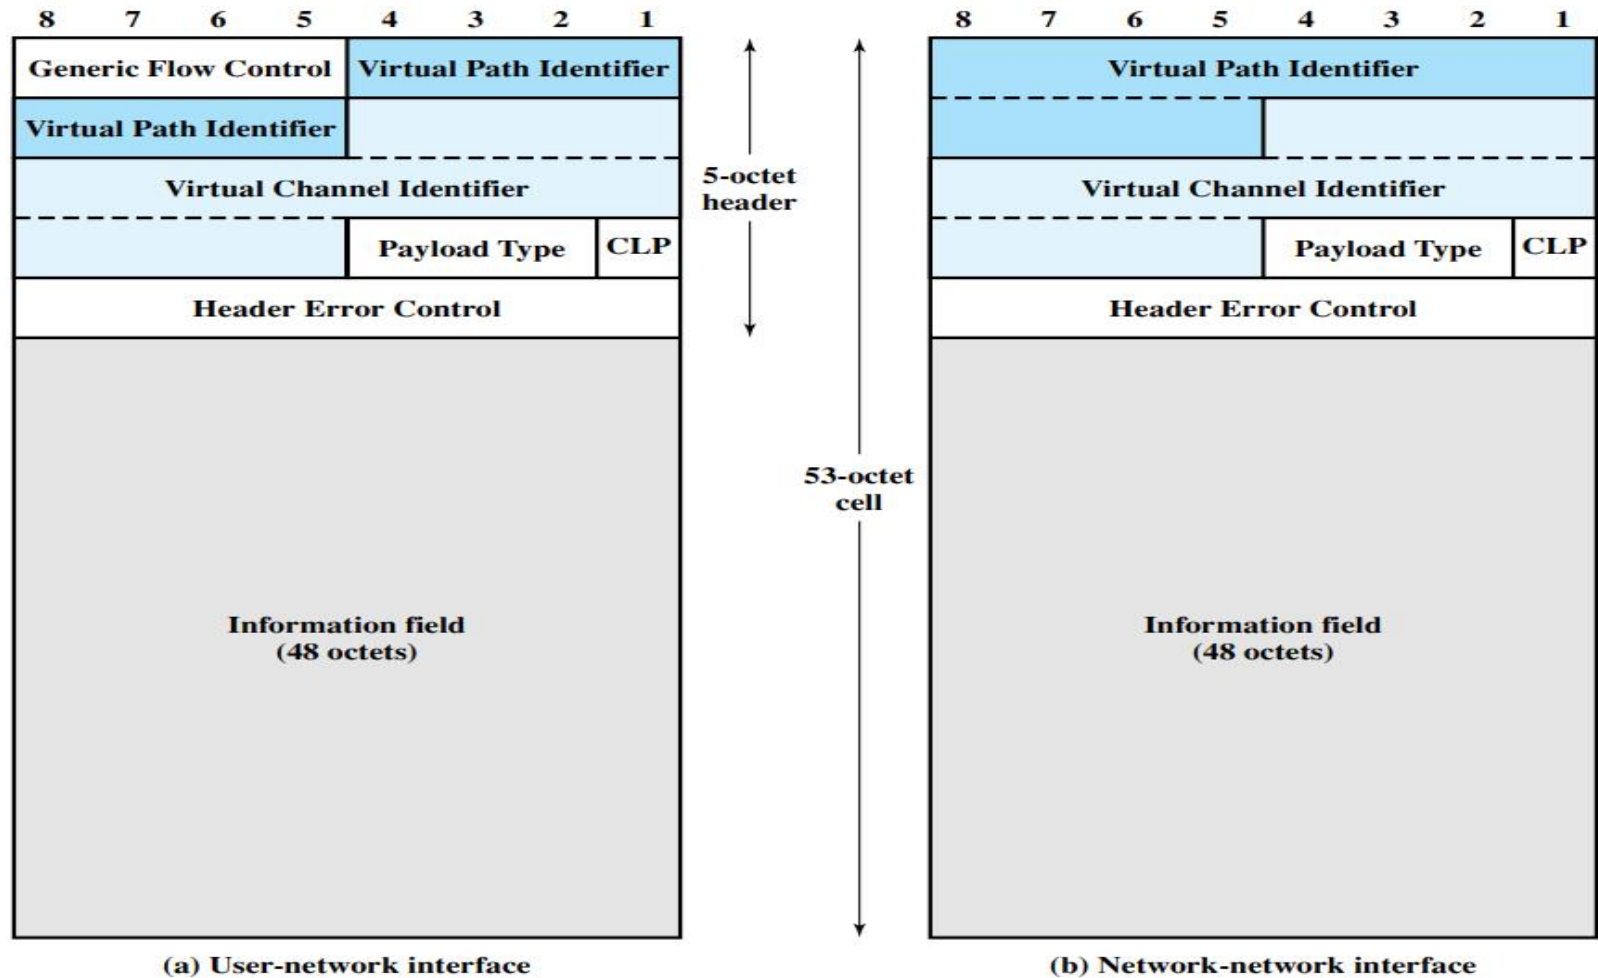 8 7 6 5 4 3 2 1
Generic Flow Control
Virtual Path Identifier
Virtual Path Identifier
Virtual Channel Identifier
Payload Type
CLP
Header Error Control
Information field
(48 octets)
(a) User-network interface
5-octet
header
53-octet
cell
8 7 6 5 4 3 2 1
Virtual Path Identifier
Virtual Channel Identifier
Payload Type
CLP
Header Error Control
Information field
(48 octets)
(b) Network-network interface